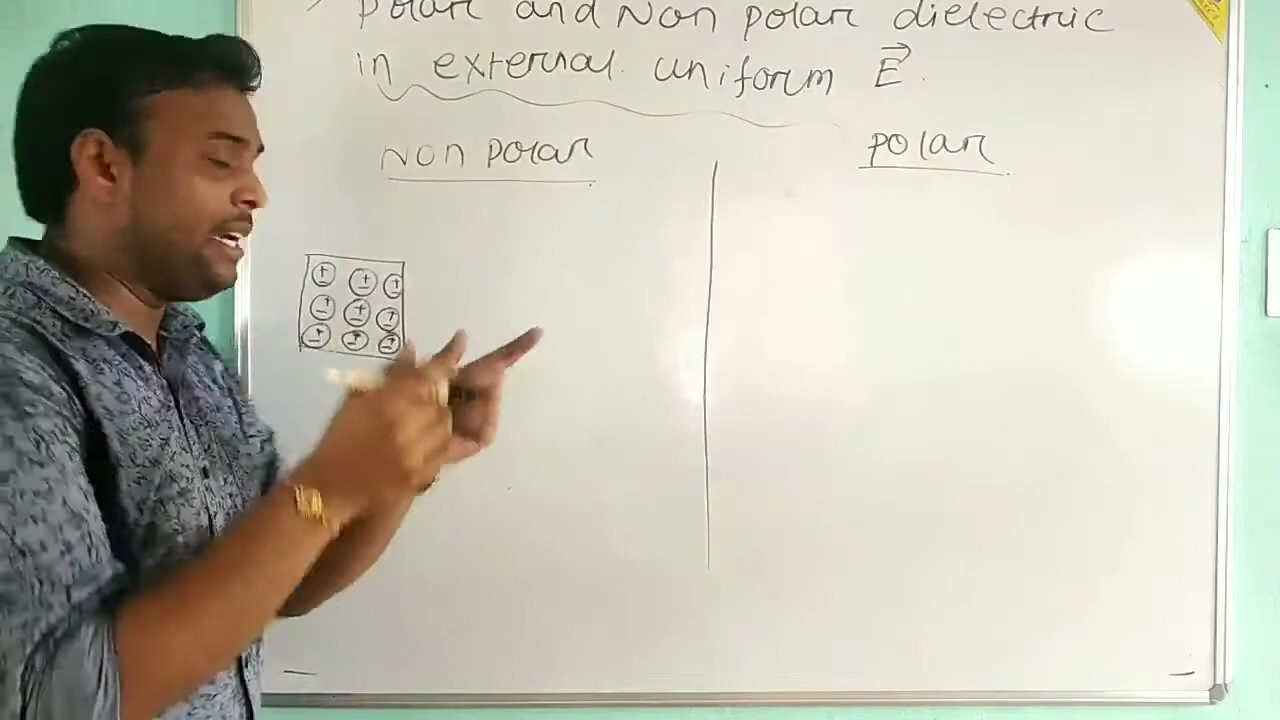 Polar and Non polar dielectric
in external uniform E.
Non polar
polar
± ± ±
± ± ±
± ± ±